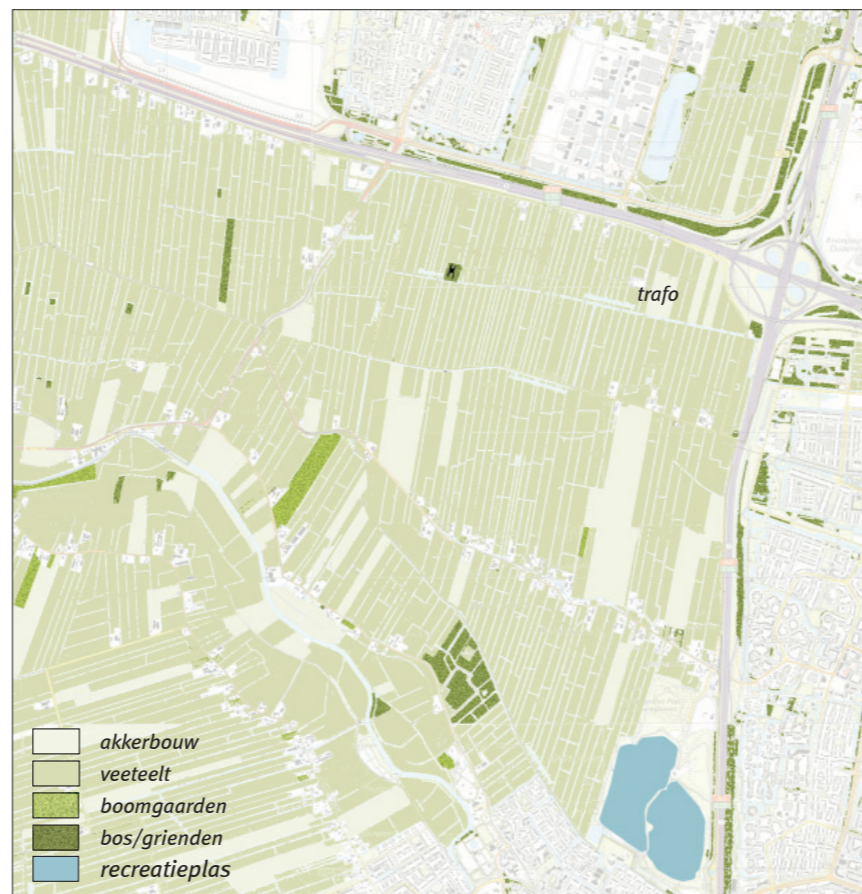 trafo
akkerbouw
veeteelt
boomgaarden
bos/grienden
recreatieplas